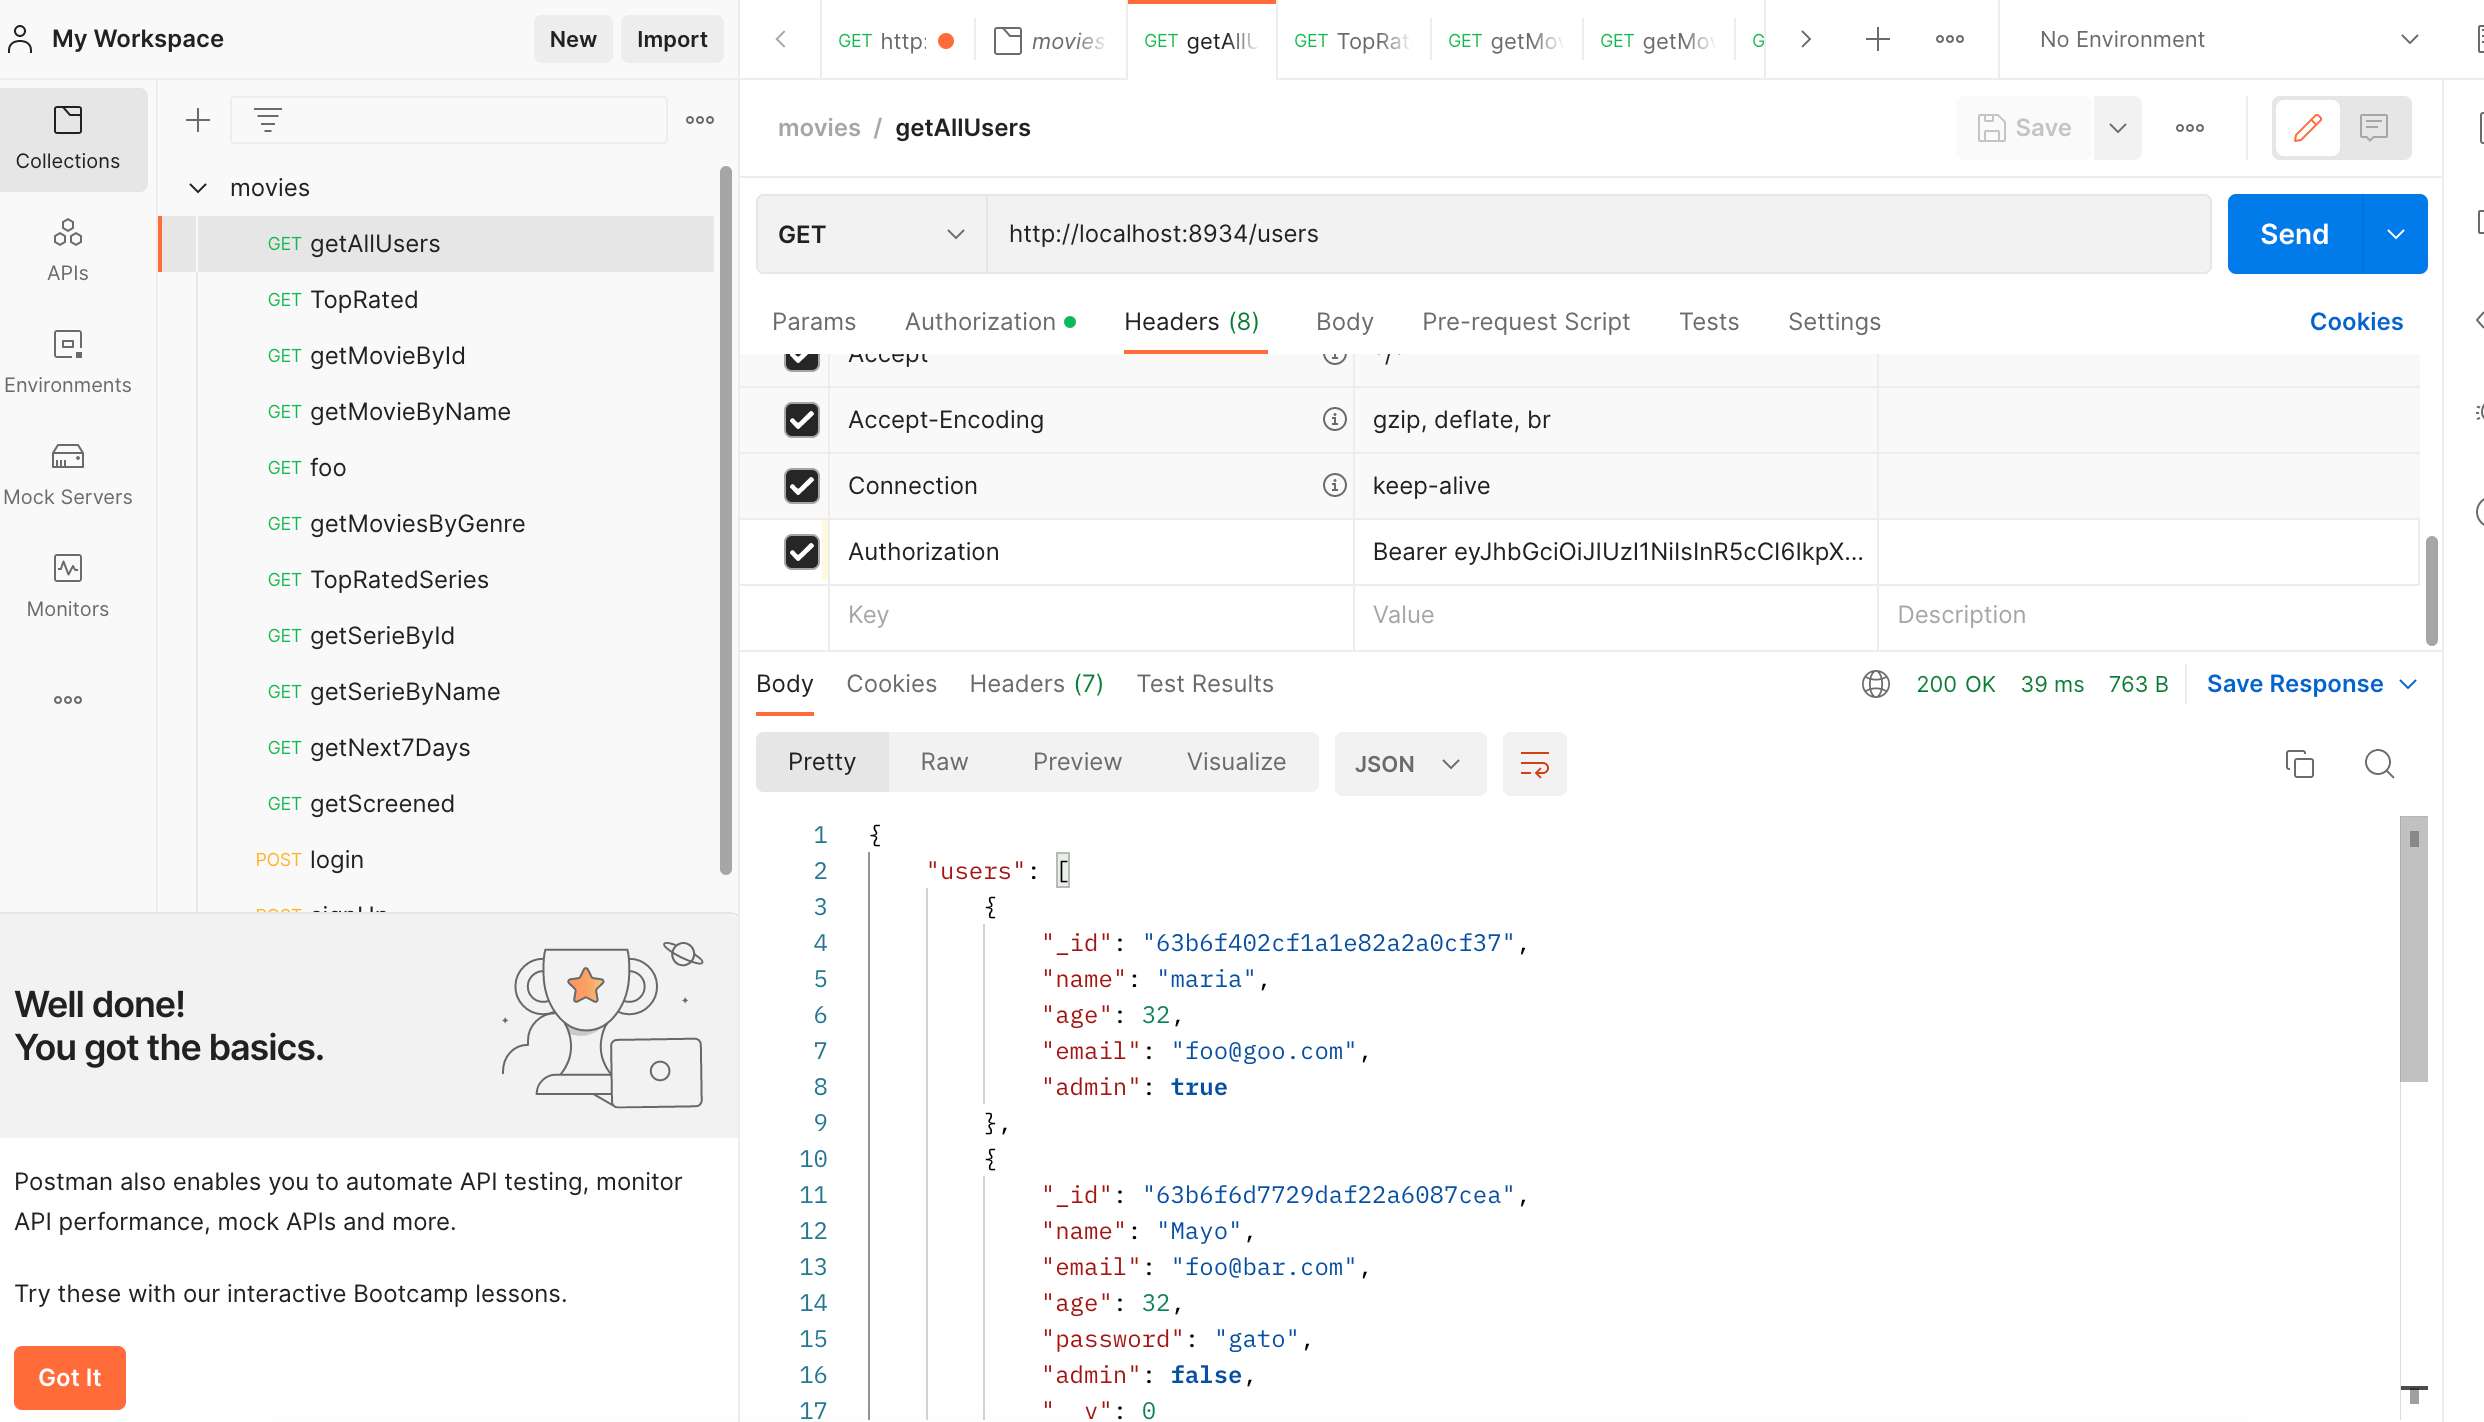 My Workspace
New
Import
GET http:
movies
GET getAllU
GET TopRat
GET getMov
GET getMov
G
No Environment
Collections
APIs
Environments
Mock Servers
Monitors
movies
GET getAllUsers
GET TopRated
GET getMovieById
GET getMovieByName
GET foo
GET getMoviesByGenre
GET TopRatedSeries
GET getSerieById
GET getSerieByName
GET getNext7Days
GET getScreened
POST login
POST signUp
Well done!
You got the basics.
Postman also enables you to automate API testing, monitor
API performance, mock APIs and more.
Try these with our interactive Bootcamp lessons.
Got It
movies / getAllUsers
Save
GET
http://localhost:8934/users
Send
Params
Authorization
Headers (8)
Body
Pre-request Script
Tests
Settings
Cookies
Accept */*
Accept-Encoding gzip, deflate, br
Connection keep-alive
Authorization Bearer eyJhbGciOiJIUzI1NiIsInR5cCI6IkpX...
Key Value Description
Body
Cookies
Headers (7)
Test Results
200 OK 39 ms 763 B
Save Response
Pretty
Raw
Preview
Visualize
JSON
1 {
2 "users": [
3 {
4 "_id": "63b6f402cf1a1e82a2a0cf37",
5 "name": "maria",
6 "age": 32,
7 "email": "foo@goo.com",
8 "admin": true
9 },
10 {
11 "_id": "63b6f6d7729daf22a6087cea",
12 "name": "Mayo",
13 "email": "foo@bar.com",
14 "age": 32,
15 "password": "gato",
16 "admin": false,
17 "__v": 0